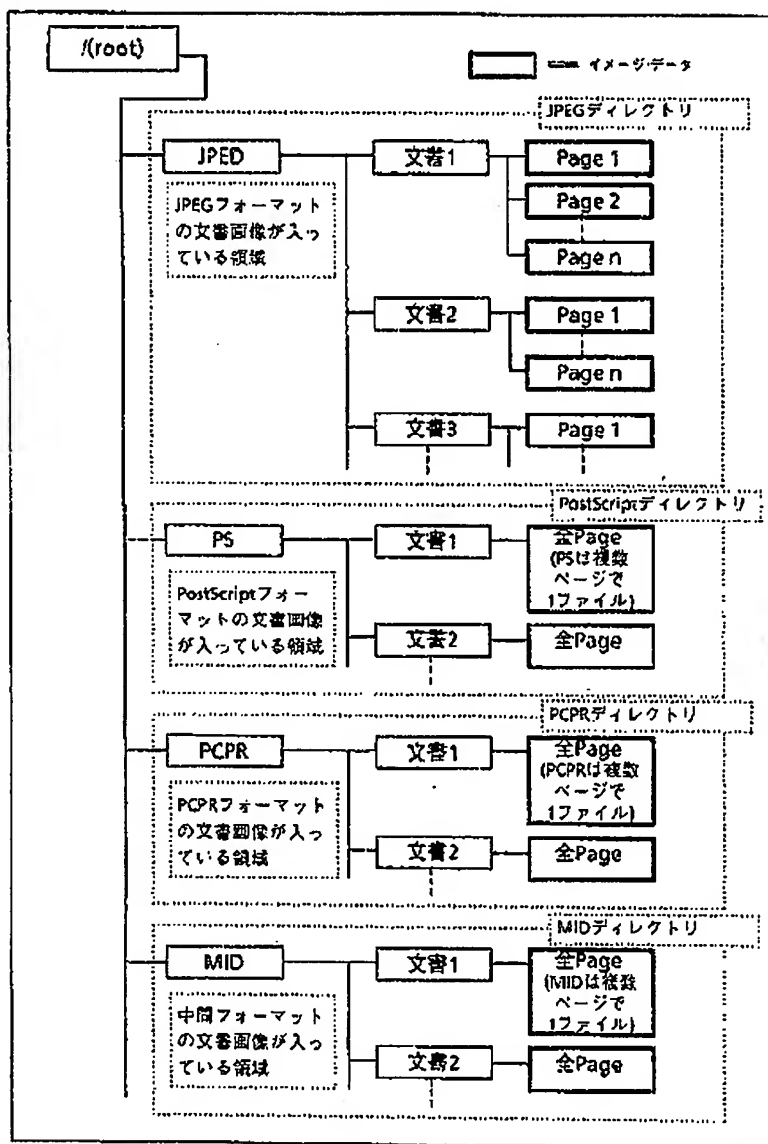 /(root)
イメージデータ
JPEGディレクトリ
JPED
文書1
Page 1
JPEGフォーマット
の文書画像が入っ
ている領域
Page 2
Page n
文書2
Page 1
Page n
文書3
Page 1
PostScriptディレクトリ
PS
文書1
全Page
(PSは複数
ページで
1ファイル)
PostScriptフォー
マットの文書画像
が入っている領域
文書2
全Page
PCPRディレクトリ
PCPR
文書1
全Page
(PCPRは複数
ページで
1ファイル)
PCPRフォーマット
の文書画像が入っ
ている領域
文書2
全Page
MIDディレクトリ
MID
文書1
全Page
(MIDは複数
ページで
1ファイル)
中間フォーマット
の文書画像が入っ
ている領域
文書2
全Page